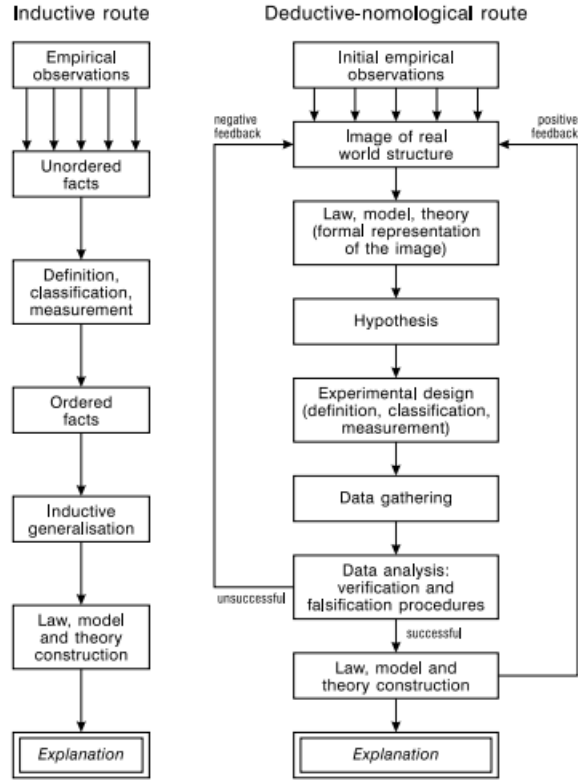 Inductive route
Empirical
observations
Unordered
facts
Definition,
classification,
measurement
Ordered
facts
Inductive
generalisation
Law, model
and theory
construction
Explanation
Deductive-nomological route
Initial empirical
observations
negative
feedback
positive
feedback
Image of real
world structure
Law, model, theory
(formal representation
of the image)
Hypothesis
Experimental design
(definition, classification,
measurement)
Data gathering
Data analysis:
verification and
falsification procedures
unsuccessful
successful
Law, model and
theory construction
Explanation